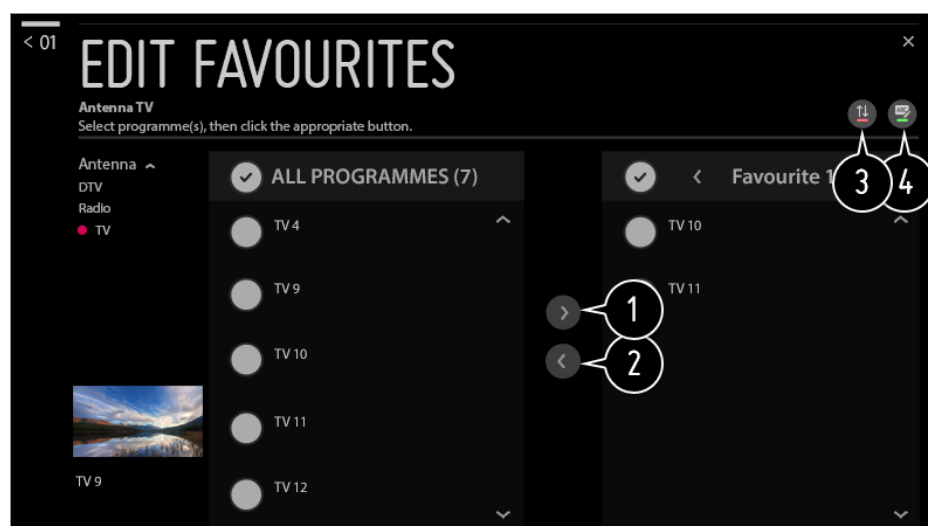 < 01
EDIT FAVOURITES
Antenna TV
Select programme(s), then click the appropriate button.
Antenna
DTV
Radio
TV
TV 9
ALL PROGRAMMES (7)
TV 4
TV 9
TV 10
TV 11
TV 12
1
2
Favourite 1
TV 10
TV 11
3
4